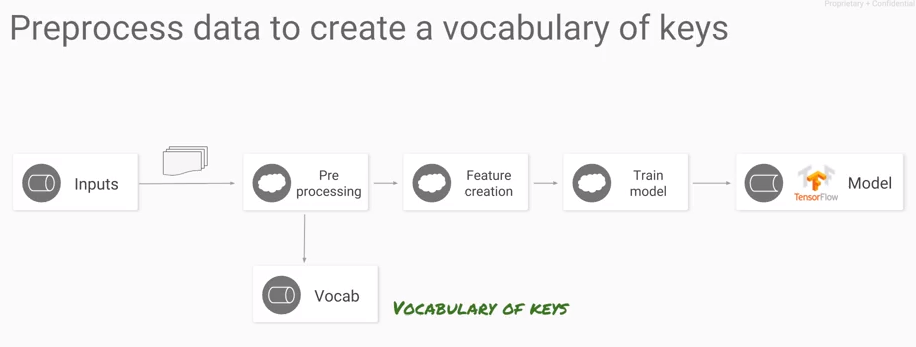 Proprietary + Confidential
Preprocess data to create a vocabulary of keys
Inputs
Pre
processing
Feature
creation
Train
model
TensorFlow
Model
Vocab
VOCABULARY OF KEYS